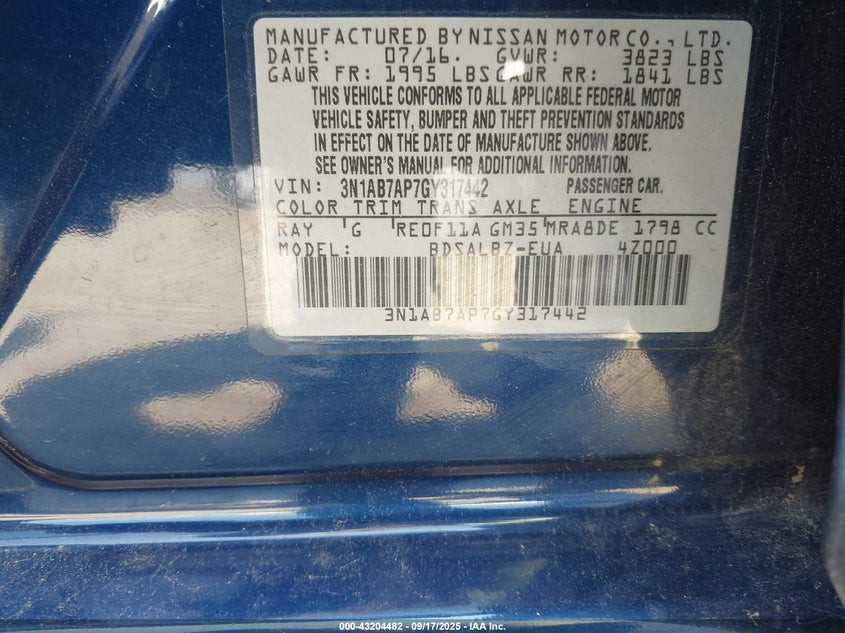 MANUFACTURED BY NISSAN MOTOR CO., LTD.
DATE: 07/16. GVWR: 3823 LBS
GAWR FR: 1995 LBS GAWR RR: 1841 LBS
THIS VEHICLE CONFORMS TO ALL APPLICABLE FEDERAL MOTOR
VEHICLE SAFETY, BUMPER AND THEFT PREVENTION STANDARDS
IN EFFECT ON THE DATE OF MANUFACTURE SHOWN ABOVE.
SEE OWNER'S MANUAL FOR ADDITIONAL INFORMATION.
VIN: 3N1AB7AP7GY317442 PASSENGER CAR.
COLOR TRIM TRANS AXLE ENGINE
RAY G RE0F11A GM35 MRA8DE 1798 CC
MODEL: BDSALBZ-EUA 4Z000
3N1AB7AP7GY317442
000-43204482 - 09/17/2025 - IAA Inc.